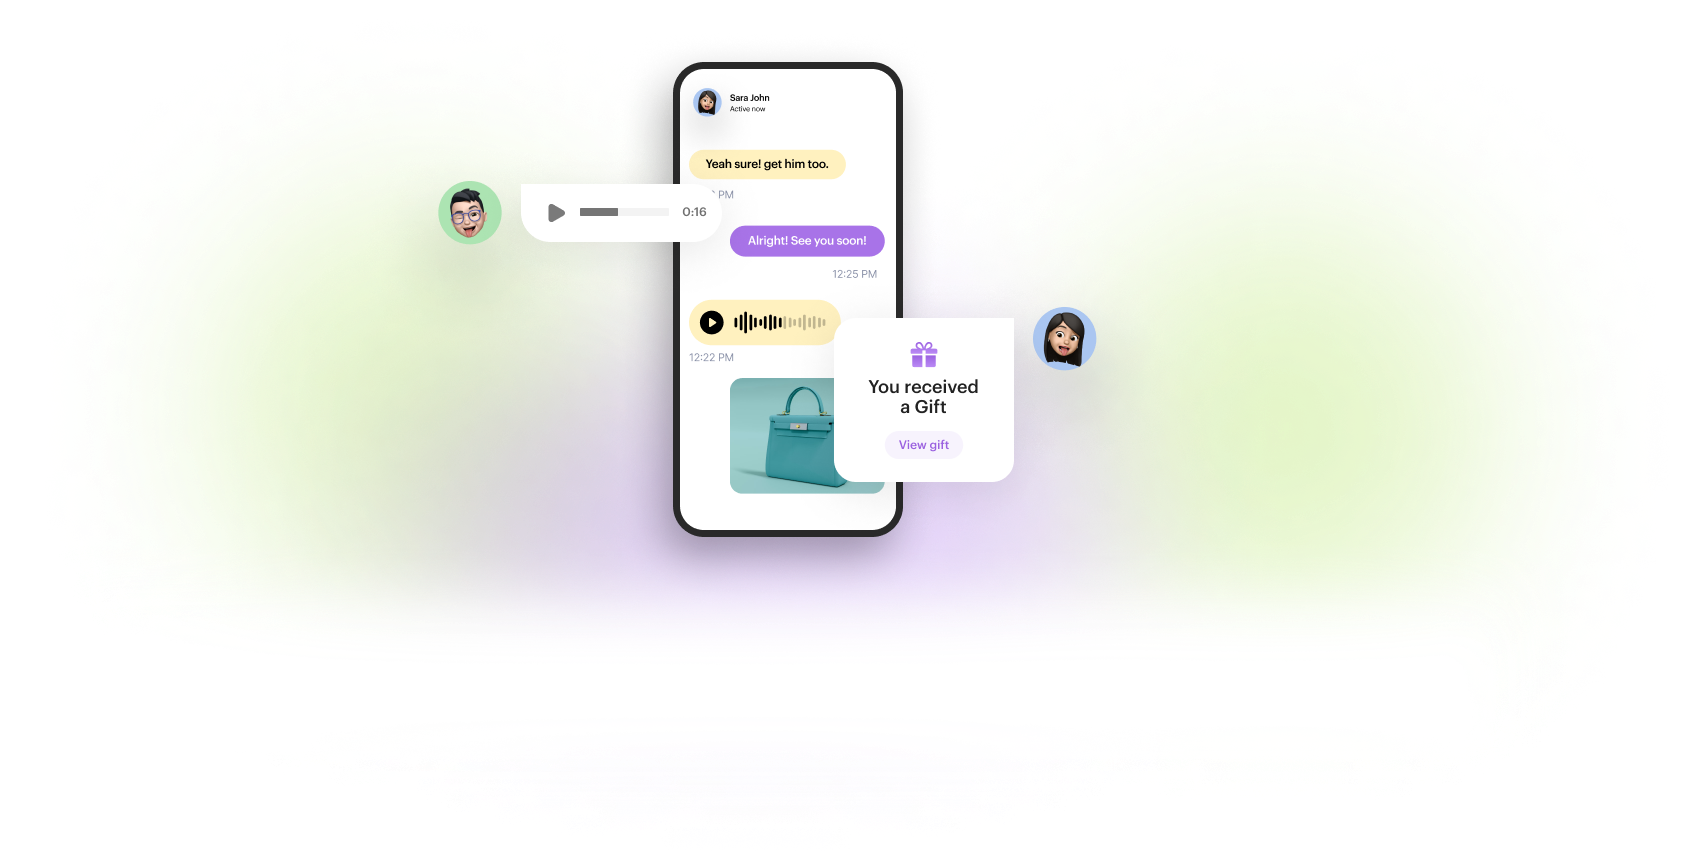 Sara John
Active now
Yeah sure! get him too.
PM
0:16
Alright! See you soon!
12:25 PM
12:22 PM
You received
a Gift
View gift